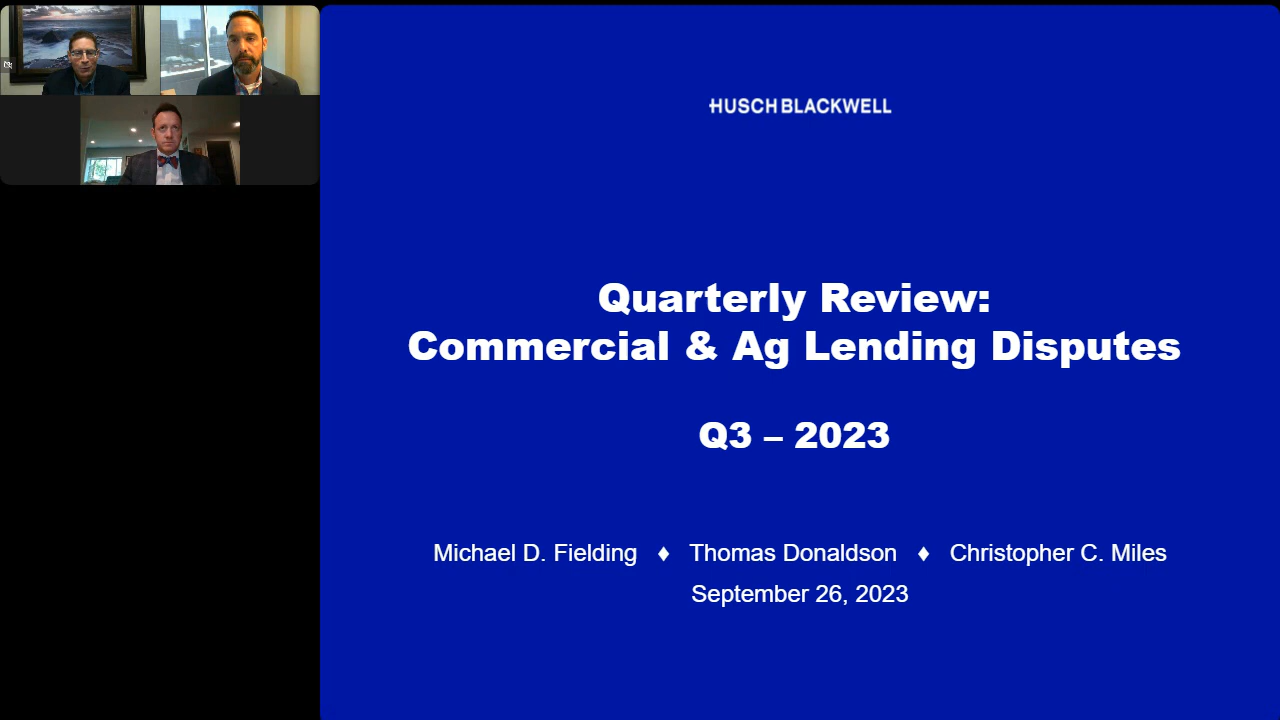 HUSCH BLACKWELL
Quarterly Review:
Commercial & Ag Lending Disputes
Q3 – 2023
Michael D. Fielding ♦ Thomas Donaldson ♦ Christopher C. Miles
September 26, 2023